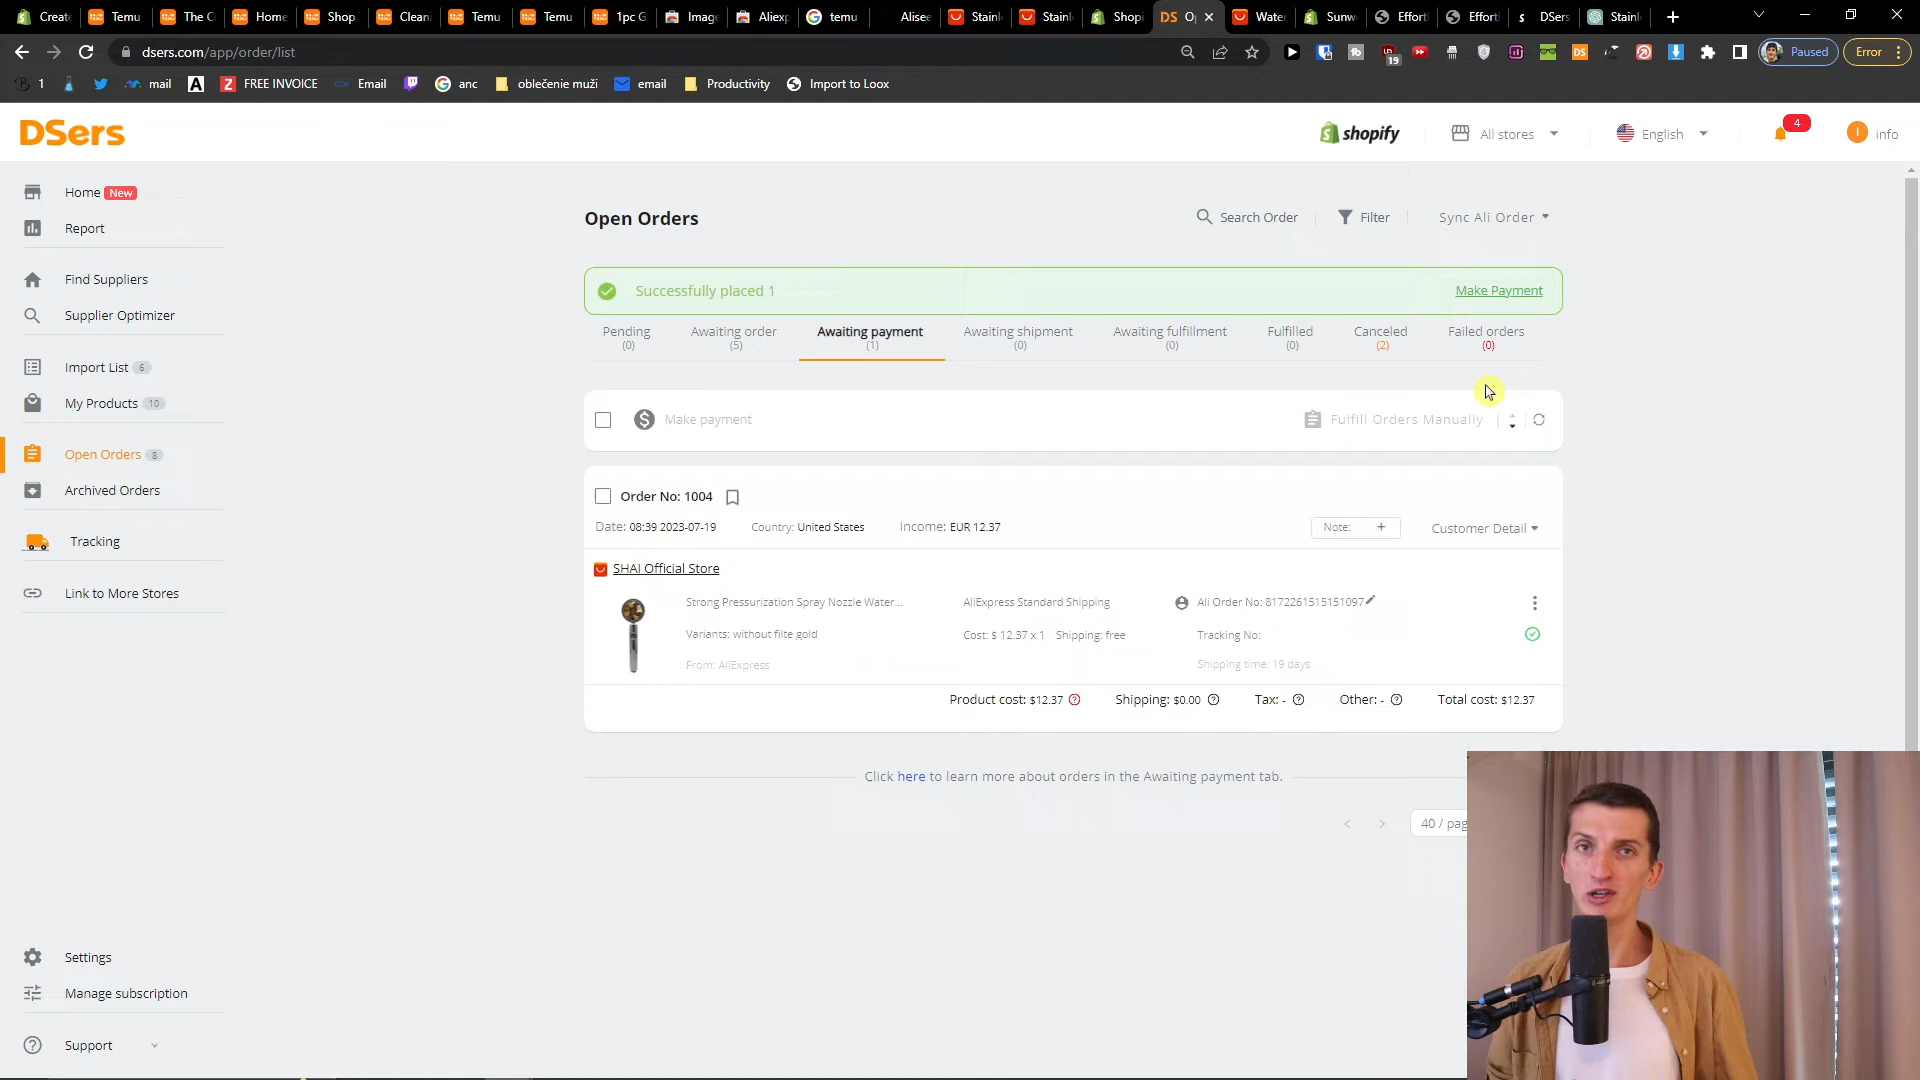 Create
Temu
The C
Home
Shop
Cleani
Temu
Temu
1pc G
Image
Aliexp
temu
Alisee
Stainl
Stainl
Shopi
DS
Op
Water
Sunw
Effortl
Effortl
DSers
Stainl
dsers.com/app/order/list
19
DS
Paused
Error
1
mail
FREE INVOICE
Email
anc
oblečenie muži
email
Productivity
Import to Loox
DSers
shopify
All stores
English
4
I
info
Home New
Report
Find Suppliers
Supplier Optimizer
Import List 6
My Products 10
Open Orders 8
Archived Orders
Tracking
Link to More Stores
Settings
Manage subscription
Support
Open Orders
Search Order
Filter
Sync Ali Order
Successfully placed 1
Make Payment
Pending
(0)
Awaiting order
(5)
Awaiting payment
(1)
Awaiting shipment
(0)
Awaiting fulfillment
(0)
Fulfilled
(0)
Canceled
(2)
Failed orders
(0)
Make payment
Fulfill Orders Manually
Order No: 1004
Date: 08:39 2023-07-19
Country: United States
Income: EUR 12.37
Note: +
Customer Detail
SHAI Official Store
Strong Pressurization Spray Nozzle Water...
AliExpress Standard Shipping
Ali Order No: 8172261515151097
Variants: without filte gold
Cost: $ 12.37 x 1 Shipping: free
Tracking No:
From: AliExpress
Shipping time: 19 days
Product cost: $12.37
Shipping: $0.00
Tax: -
Other: -
Total cost: $12.37
Click here to learn more about orders in the Awaiting payment tab.
40 / pag